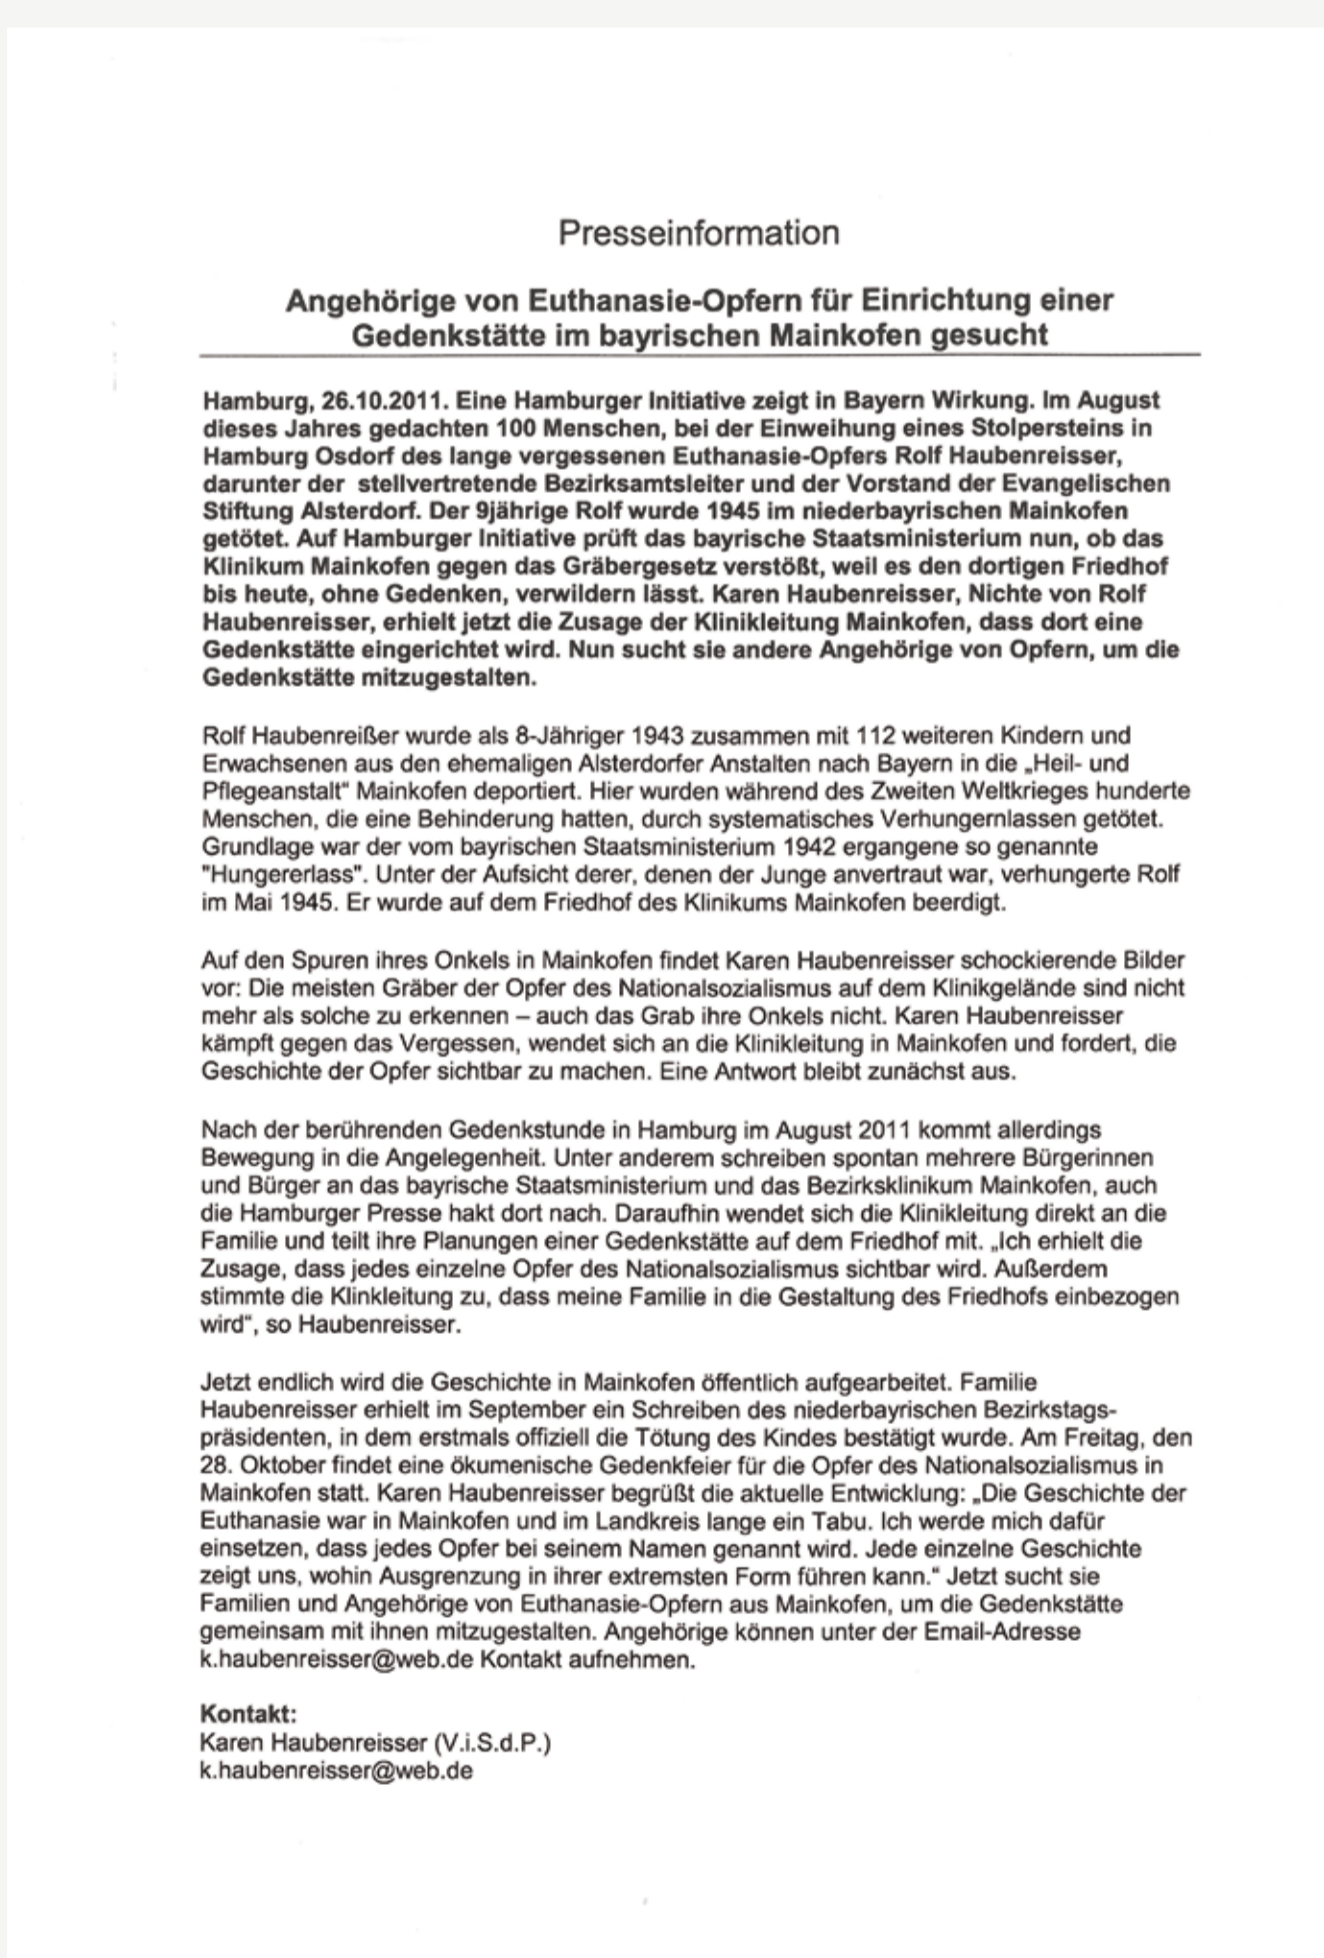 Presseinformation
Angehörige von Euthanasie-Opfern für Einrichtung einer
Gedenkstätte im bayrischen Mainkofen gesucht
Hamburg, 26.10.2011. Eine Hamburger Initiative zeigt in Bayern Wirkung. Im August
dieses Jahres gedachten 100 Menschen, bei der Einweihung eines Stolpersteins in
Hamburg Osdorf des lange vergessenen Euthanasie-Opfers Rolf Haubenreisser,
darunter der  stellvertretende Bezirksamtsleiter und der Vorstand der Evangelischen
Stiftung Alsterdorf. Der 9jährige Rolf wurde 1945 im niederbayrischen Mainkofen
getötet. Auf Hamburger Initiative prüft das bayrische Staatsministerium nun, ob das
Klinikum Mainkofen gegen das Gräbergesetz verstößt, weil es den dortigen Friedhof
bis heute, ohne Gedenken, verwildern lässt. Karen Haubenreisser, Nichte von Rolf
Haubenreisser, erhielt jetzt die Zusage der Klinikleitung Mainkofen, dass dort eine
Gedenkstätte eingerichtet wird. Nun sucht sie andere Angehörige von Opfern, um die
Gedenkstätte mitzugestalten.
Rolf Haubenreißer wurde als 8-Jähriger 1943 zusammen mit 112 weiteren Kindern und
Erwachsenen aus den ehemaligen Alsterdorfer Anstalten nach Bayern in die „Heil- und
Pflegeanstalt“ Mainkofen deportiert. Hier wurden während des Zweiten Weltkrieges hunderte
Menschen, die eine Behinderung hatten, durch systematisches Verhungernlassen getötet.
Grundlage war der vom bayrischen Staatsministerium 1942 ergangene so genannte
"Hungererlass". Unter der Aufsicht derer, denen der Junge anvertraut war, verhungerte Rolf
im Mai 1945. Er wurde auf dem Friedhof des Klinikums Mainkofen beerdigt.
Auf den Spuren ihres Onkels in Mainkofen findet Karen Haubenreisser schockierende Bilder
vor: Die meisten Gräber der Opfer des Nationalsozialismus auf dem Klinikgelände sind nicht
mehr als solche zu erkennen – auch das Grab ihre Onkels nicht. Karen Haubenreisser
kämpft gegen das Vergessen, wendet sich an die Klinikleitung in Mainkofen und fordert, die
Geschichte der Opfer sichtbar zu machen. Eine Antwort bleibt zunächst aus.
Nach der berührenden Gedenkstunde in Hamburg im August 2011 kommt allerdings
Bewegung in die Angelegenheit. Unter anderem schreiben spontan mehrere Bürgerinnen
und Bürger an das bayrische Staatsministerium und das Bezirksklinikum Mainkofen, auch
die Hamburger Presse hakt dort nach. Daraufhin wendet sich die Klinikleitung direkt an die
Familie und teilt ihre Planungen einer Gedenkstätte auf dem Friedhof mit. „Ich erhielt die
Zusage, dass jedes einzelne Opfer des Nationalsozialismus sichtbar wird. Außerdem
stimmte die Klinkleitung zu, dass meine Familie in die Gestaltung des Friedhofs einbezogen
wird“, so Haubenreisser.
Jetzt endlich wird die Geschichte in Mainkofen öffentlich aufgearbeitet. Familie
Haubenreisser erhielt im September ein Schreiben des niederbayrischen Bezirkstags-
präsidenten, in dem erstmals offiziell die Tötung des Kindes bestätigt wurde. Am Freitag, den
28. Oktober findet eine ökumenische Gedenkfeier für die Opfer des Nationalsozialismus in
Mainkofen statt. Karen Haubenreisser begrüßt die aktuelle Entwicklung: „Die Geschichte der
Euthanasie war in Mainkofen und im Landkreis lange ein Tabu. Ich werde mich dafür
einsetzen, dass jedes Opfer bei seinem Namen genannt wird. Jede einzelne Geschichte
zeigt uns, wohin Ausgrenzung in ihrer extremsten Form führen kann.“ Jetzt sucht sie
Familien und Angehörige von Euthanasie-Opfern aus Mainkofen, um die Gedenkstätte
gemeinsam mit ihnen mitzugestalten. Angehörige können unter der Email-Adresse
k.haubenreisser@web.de Kontakt aufnehmen.
Kontakt:
Karen Haubenreisser (V.i.S.d.P.)
k.haubenreisser@web.de